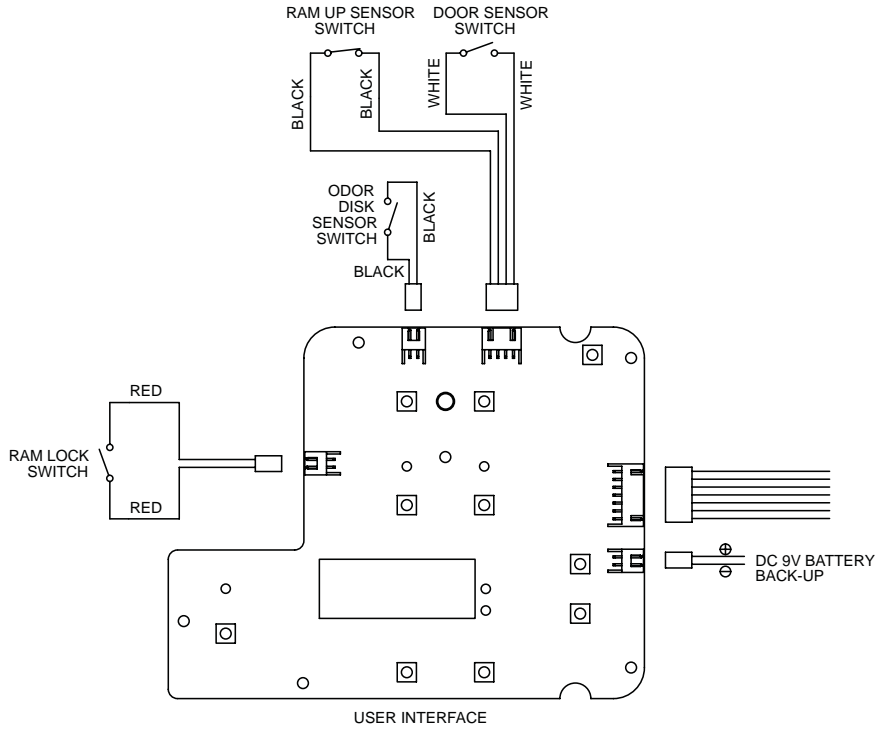 RAM UP SENSOR
SWITCH
DOOR SENSOR
SWITCH
BLACK
BLACK
WHITE
WHITE
ODOR
DISK
SENSOR
SWITCH
BLACK
BLACK
RED
RAM LOCK
SWITCH
RED
DC 9V BATTERY
BACK-UP
USER INTERFACE